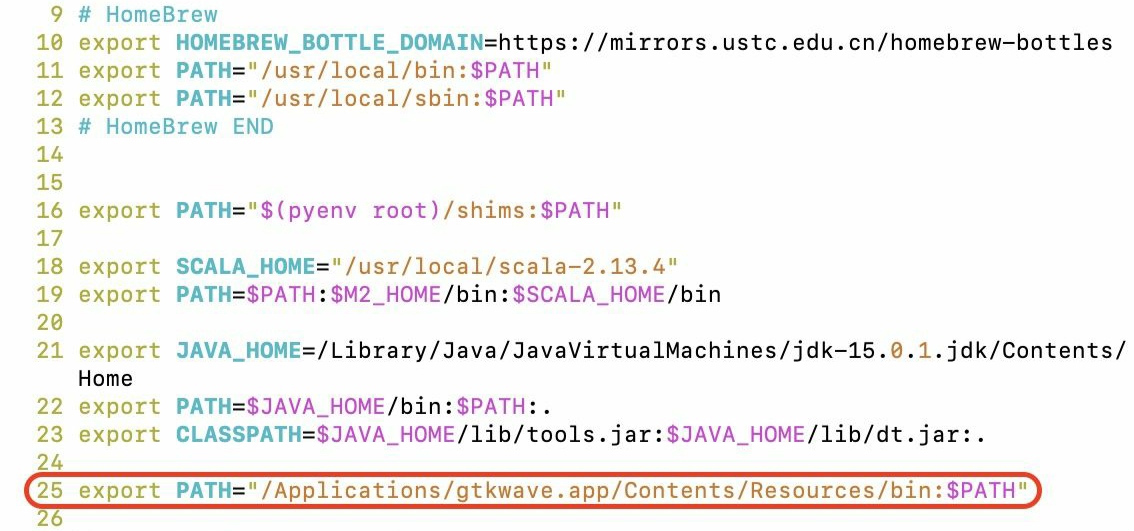 9 # HomeBrew
10 export HOMEBREW_BOTTLE_DOMAIN=https://mirrors.ustc.edu.cn/homebrew-bottles
11 export PATH="/usr/local/bin:$PATH"
12 export PATH="/usr/local/sbin:$PATH"
13 # HomeBrew END
14
15
16 export PATH="$(pyenv root)/shims:$PATH"
17
18 export SCALA_HOME="/usr/local/scala-2.13.4"
19 export PATH=$PATH:$M2_HOME/bin:$SCALA_HOME/bin
20
21 export JAVA_HOME=/Library/Java/JavaVirtualMachines/jdk-15.0.1.jdk/Contents/
Home
22 export PATH=$JAVA_HOME/bin:$PATH:.
23 export CLASSPATH=$JAVA_HOME/lib/tools.jar:$JAVA_HOME/lib/dt.jar:.
24
25 export PATH="/Applications/gtkwave.app/Contents/Resources/bin:$PATH"
26